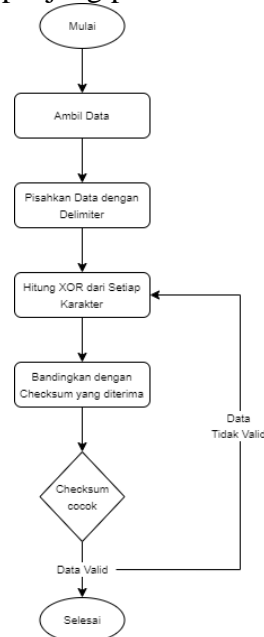 Mulai
Ambil Data
Pisahkan Data dengan
Delimiter
Hitung XOR dari Setiap
Karakter
Bandingkan dengan
Checksum yang diterima
Data
Tidak Valid
Checksum
cocok
Data Valid
Selesai